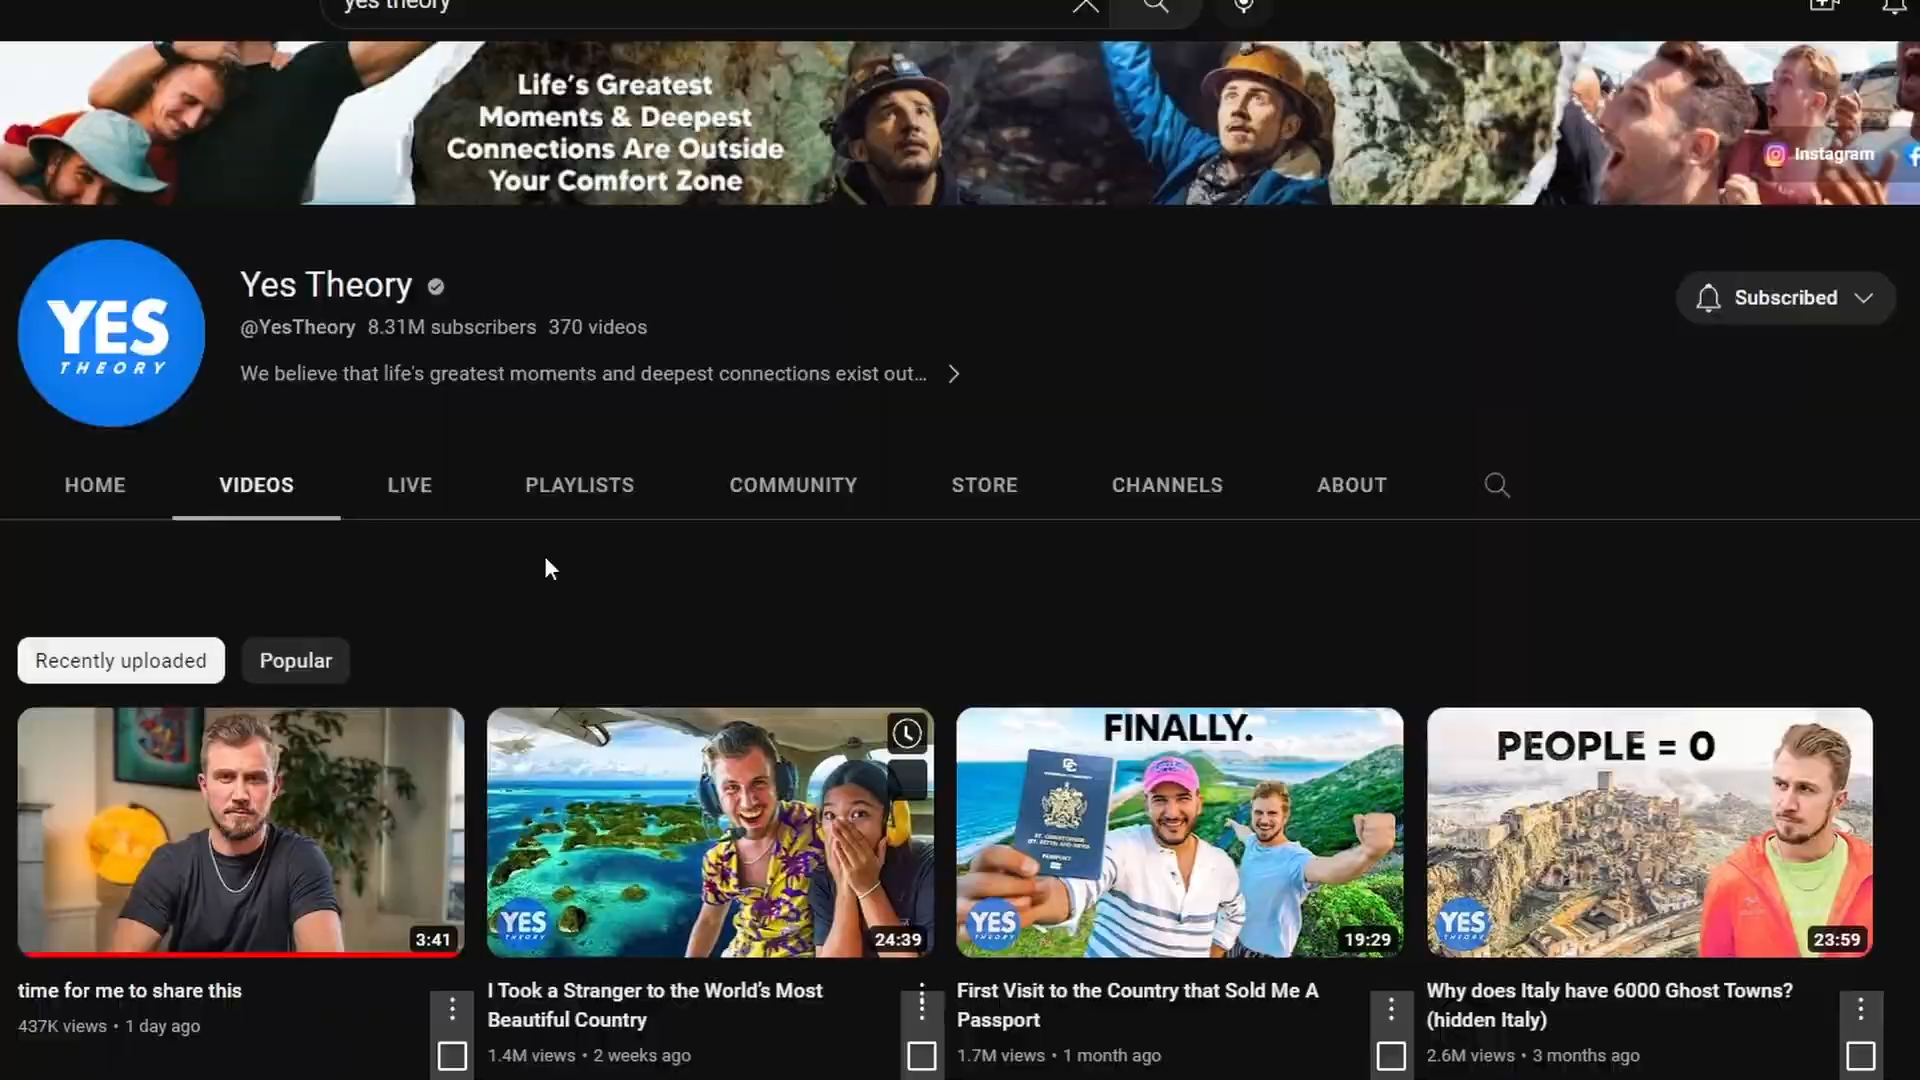 yes theory
Life's Greatest
Moments & Deepest
Connections Are Outside
Your Comfort Zone
Instagram
YES
THEORY
Yes Theory
@YesTheory 8.31M subscribers 370 videos
We believe that life's greatest moments and deepest connections exist out...
Subscribed
HOME VIDEOS LIVE PLAYLISTS COMMUNITY STORE CHANNELS ABOUT
Recently uploaded Popular
3:41
YES
THEORY
24:39
FINALLY.
PASSPORT
YES
THEORY
19:29
PEOPLE = 0
YES
THEORY
23:59
time for me to share this
437K views • 1 day ago
I Took a Stranger to the World’s Most
Beautiful Country
1.4M views • 2 weeks ago
First Visit to the Country that Sold Me A
Passport
1.7M views • 1 month ago
Why does Italy have 6000 Ghost Towns?
(hidden Italy)
2.6M views • 3 months ago